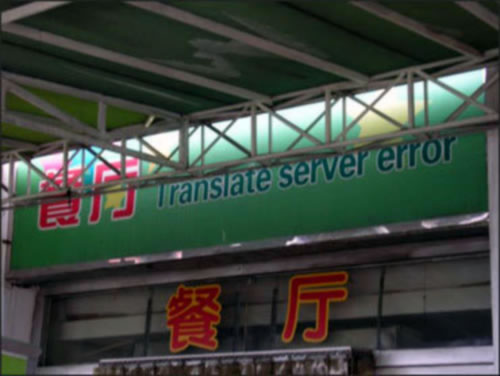 餐厅 Translate server error
餐厅